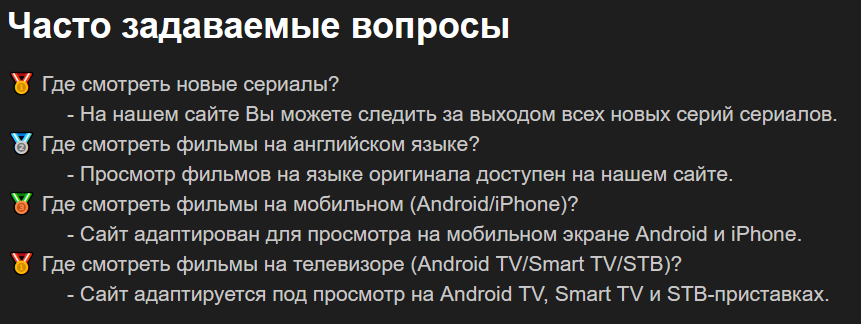 Часто задаваемые вопросы
🥇 Где смотреть новые сериалы?
- На нашем сайте Вы можете следить за выходом всех новых серий сериалов.
🥈 Где смотреть фильмы на английском языке?
- Просмотр фильмов на языке оригинала доступен на нашем сайте.
🥉 Где смотреть фильмы на мобильном (Android/iPhone)?
- Сайт адаптирован для просмотра на мобильном экране Android и iPhone.
🥇 Где смотреть фильмы на телевизоре (Android TV/Smart TV/STB)?
- Сайт адаптируется под просмотр на Android TV, Smart TV и STB-приставках.